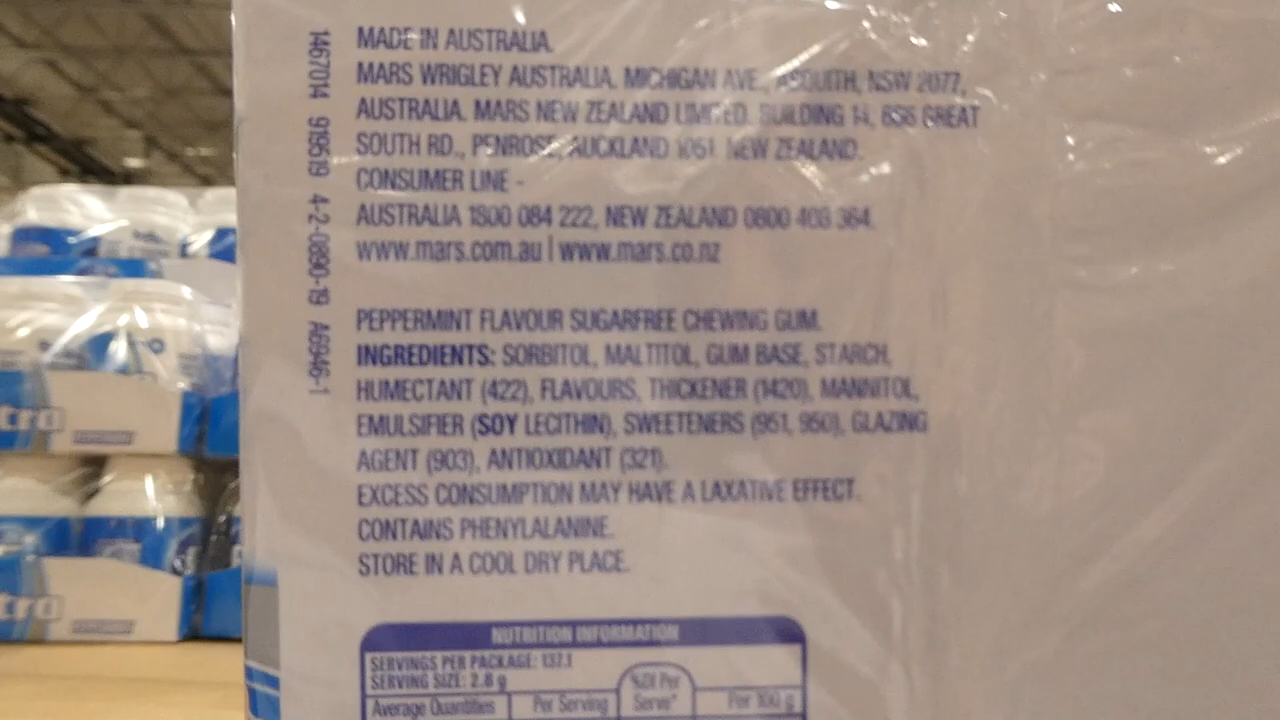 1467014 919519 4-2-0890-19 A6946-1
MADE IN AUSTRALIA.
MARS WRIGLEY AUSTRALIA. MICHIGAN AVE., ASQUITH, NSW 2077,
AUSTRALIA. MARS NEW ZEALAND LIMITED. BUILDING 14, 666 GREAT
SOUTH RD., PENROSE, AUCKLAND 1051 NEW ZEALAND.
CONSUMER LINE -
AUSTRALIA 1800 084 222, NEW ZEALAND 0800 403 364.
www.mars.com.au | www.mars.co.nz
PEPPERMINT FLAVOUR SUGARFREE CHEWING GUM.
INGREDIENTS: SORBITOL, MALTITOL, GUM BASE, STARCH,
HUMECTANT (422), FLAVOURS, THICKENER (1420), MANNITOL,
EMULSIFIER (SOY LECITHIN), SWEETENERS (951, 950), GLAZING
AGENT (903), ANTIOXIDANT (321).
EXCESS CONSUMPTION MAY HAVE A LAXATIVE EFFECT.
CONTAINS PHENYLALANINE.
STORE IN A COOL DRY PLACE.
NUTRITION INFORMATION
SERVINGS PER PACKAGE: 137.1
SERVING SIZE: 2.8 g
Average Quantities Per Serving %DI Per Serve* Per 100 g
tra
tra